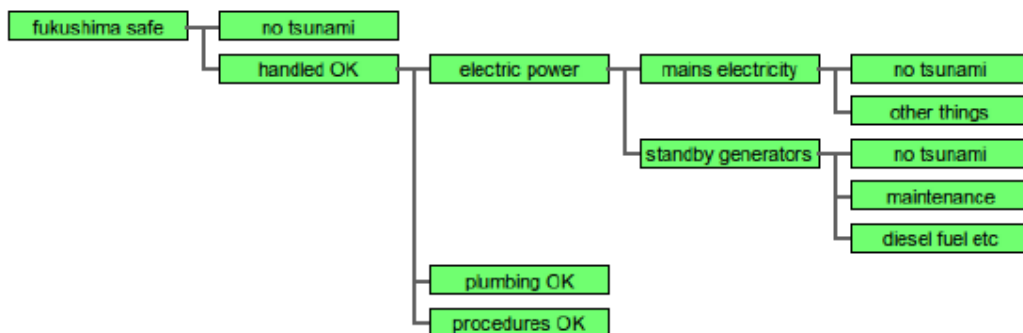 fukushima safe
no tsunami
handled OK
electric power
mains electricity
no tsunami
other things
standby generators
no tsunami
maintenance
diesel fuel etc
plumbing OK
procedures OK